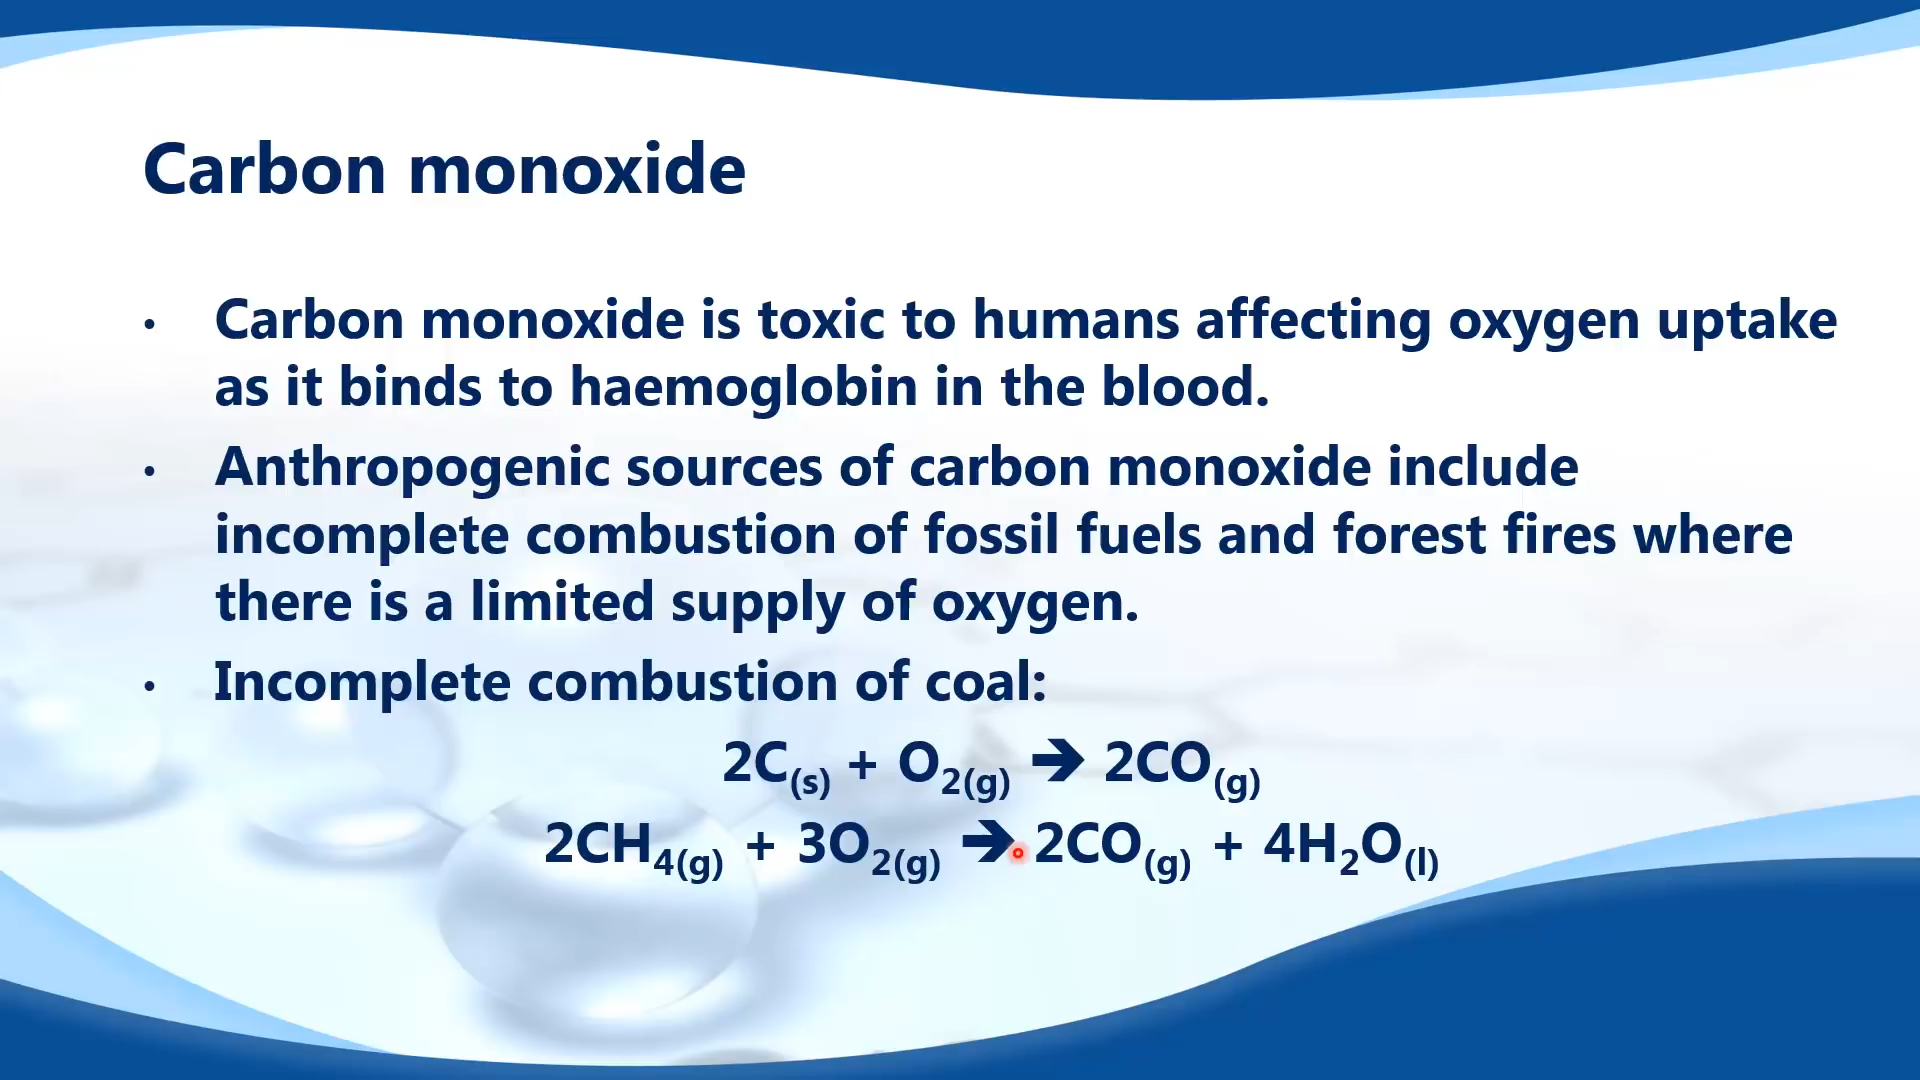 Carbon monoxide
• Carbon monoxide is toxic to humans affecting oxygen uptake
as it binds to haemoglobin in the blood.
• Anthropogenic sources of carbon monoxide include
incomplete combustion of fossil fuels and forest fires where
there is a limited supply of oxygen.
• Incomplete combustion of coal:
2C(s) + O2(g) ➔ 2CO(g)
2CH4(g) + 3O2(g) ➔ 2CO(g) + 4H2O(l)